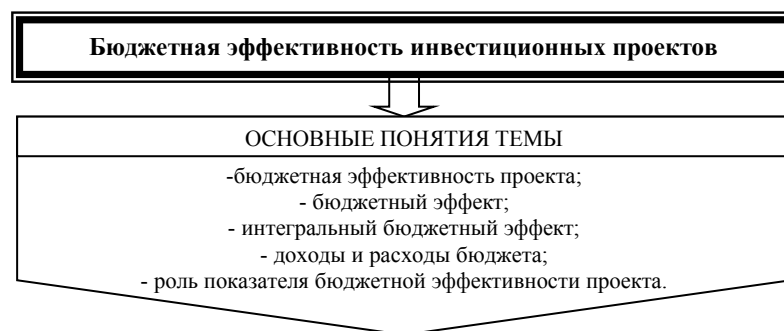 Бюджетная эффективность инвестиционных проектов
ОСНОВНЫЕ ПОНЯТИЯ ТЕМЫ
-бюджетная эффективность проекта;
- бюджетный эффект;
- интегральный бюджетный эффект;
- доходы и расходы бюджета;
- роль показателя бюджетной эффективности проекта.